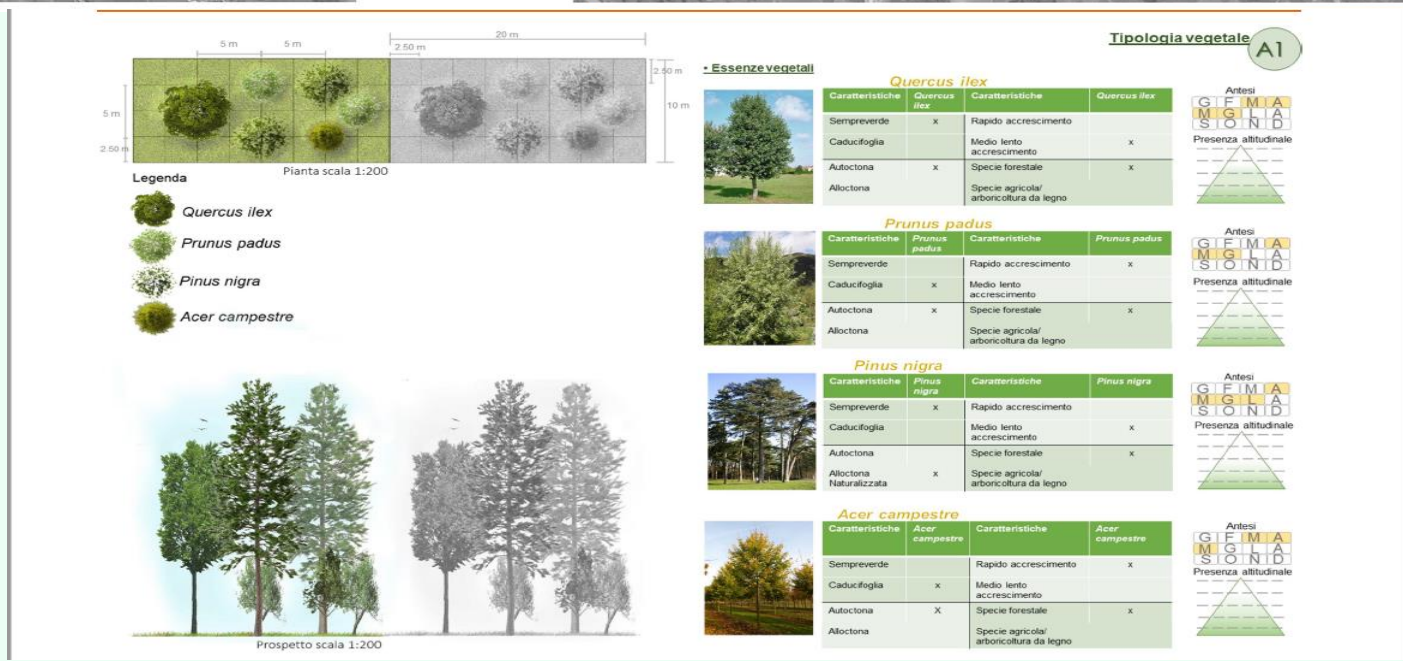 Tipologia vegetale
A1
5 m
5 m
20 m
2.50 m
2.50 m
10 m
5 m
2.50 m
Pianta scala 1:200
Legenda
Quercus ilex
Prunus padus
Pinus nigra
Acer campestre
Prospetto scala 1:200
• Essenze vegetali
Quercus ilex
Caratteristiche Quercus ilex Caratteristiche Quercus ilex
Sempreverde x Rapido accrescimento
Caducifoglia Medio lento accrescimento x
Autoctona x Specie forestale x
Alloctona Specie agricola/ arboricoltura da legno
Antesi
G F M A
M G L A
S O N D
Presenza altitudinale
Prunus padus
Caratteristiche Prunus padus Caratteristiche Prunus padus
Sempreverde Rapido accrescimento x
Caducifoglia x Medio lento accrescimento
Autoctona x Specie forestale x
Alloctona Specie agricola/ arboricoltura da legno
Antesi
G F M A
M G L A
S O N D
Presenza altitudinale
Pinus nigra
Caratteristiche Pinus nigra Caratteristiche Pinus nigra
Sempreverde x Rapido accrescimento
Caducifoglia Medio lento accrescimento x
Autoctona Specie forestale x
Alloctona Naturalizzata x Specie agricola/ arboricoltura da legno
Antesi
G F M A
M G L A
S O N D
Presenza altitudinale
Acer campestre
Caratteristiche Acer campestre Caratteristiche Acer campestre
Sempreverde Rapido accrescimento x
Caducifoglia x Medio lento accrescimento
Autoctona X Specie forestale x
Alloctona Specie agricola/ arboricoltura da legno
Antesi
G F M A
M G L A
S O N D
Presenza altitudinale